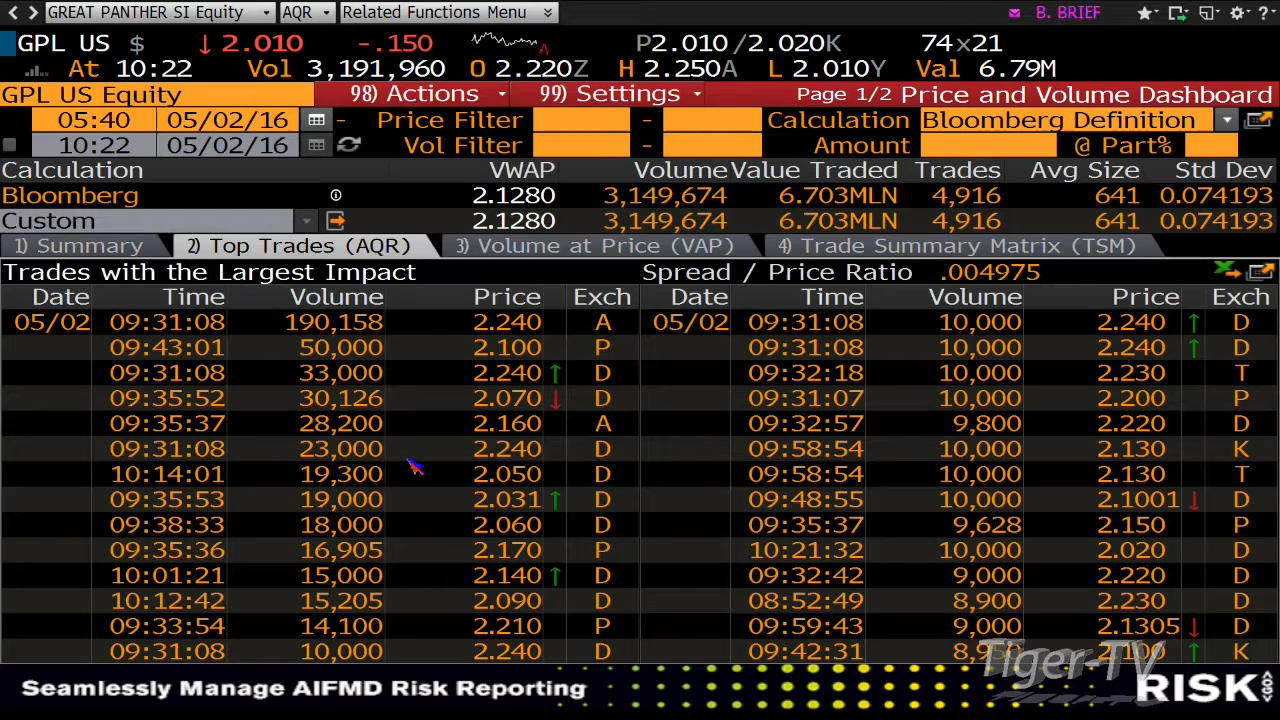 GREAT PANTHER SI Equity AQR Related Functions Menu B. BRIEF
GPL US $ ↓ 2.010 -.150 P2.010 / 2.020K 74 x 21
At 10:22 Vol 3,191,960 O 2.220Z H 2.250A L 2.010Y Val 6.79M
GPL US Equity 98) Actions 99) Settings Page 1/2 Price and Volume Dashboard
05:40 05/02/16 - Price Filter - Calculation Bloomberg Definition
10:22 05/02/16 Vol Filter - Amount @ Part%
Calculation VWAP Volume Value Traded Trades Avg Size Std Dev
Bloomberg 2.1280 3,149,674 6.703MLN 4,916 641 0.074193
Custom 2.1280 3,149,674 6.703MLN 4,916 641 0.074193
1) Summary 2) Top Trades (AQR) 3) Volume at Price (VAP) 4) Trade Summary Matrix (TSM)
Trades with the Largest Impact Spread / Price Ratio .004975
Date Time Volume Price Exch Date Time Volume Price Exch
05/02 09:31:08 190,158 2.240 A 05/02 09:31:08 10,000 2.240 ↑ D
09:43:01 50,000 2.100 P 09:31:08 10,000 2.240 ↑ D
09:31:08 33,000 2.240 ↑ D 09:32:18 10,000 2.230 T
09:35:52 30,126 2.070 ↓ D 09:31:07 10,000 2.200 P
09:35:37 28,200 2.160 A 09:32:57 9,800 2.220 D
09:31:08 23,000 2.240 D 09:58:54 10,000 2.130 K
10:14:01 19,300 2.050 D 09:58:54 10,000 2.130 T
09:35:53 19,000 2.031 ↑ D 09:48:55 10,000 2.1001 ↓ D
09:38:33 18,000 2.060 D 09:35:37 9,628 2.150 P
09:35:36 16,905 2.170 P 10:21:32 10,000 2.020 D
10:01:21 15,000 2.140 ↑ D 09:32:42 9,000 2.220 D
10:12:42 15,205 2.090 D 08:52:49 8,900 2.230 D
09:33:54 14,100 2.210 P 09:59:43 9,000 2.1305 ↓ D
09:31:08 10,000 2.240 D 09:42:31 2.100 ↑ K
Tiger-TV
Seamlessly Manage AIFMD Risk Reporting RISK